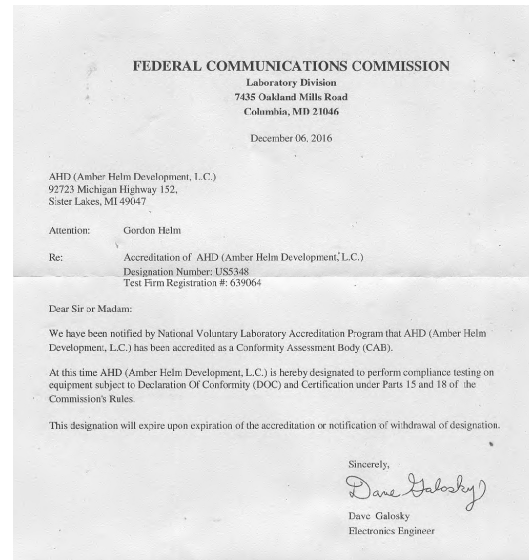 FEDERAL COMMUNICATIONS COMMISSION
Laboratory Division
7435 Oakland Mills Road
Columbia, MD 21046
December 06, 2016
AHD (Amber Helm Development, L.C.)
92723 Michigan Highway 152,
Sister Lakes, MI 49047
Attention: Gordon Helm
Re: Accreditation of AHD (Amber Helm Development, L.C.)
Designation Number: US5348
Test Firm Registration #: 639064
Dear Sir or Madam:
We have been notified by National Voluntary Laboratory Accreditation Program that AHD (Amber Helm
Development, L.C.) has been accredited as a Conformity Assessment Body (CAB).
At this time AHD (Amber Helm Development, L.C.) is hereby designated to perform compliance testing on
equipment subject to Declaration Of Conformity (DOC) and Certification under Parts 15 and 18 of the
Commission's Rules.
This designation will expire upon expiration of the accreditation or notification of withdrawal of designation.
Sincerely,
Dave Galosky
Dave Galosky
Electronics Engineer